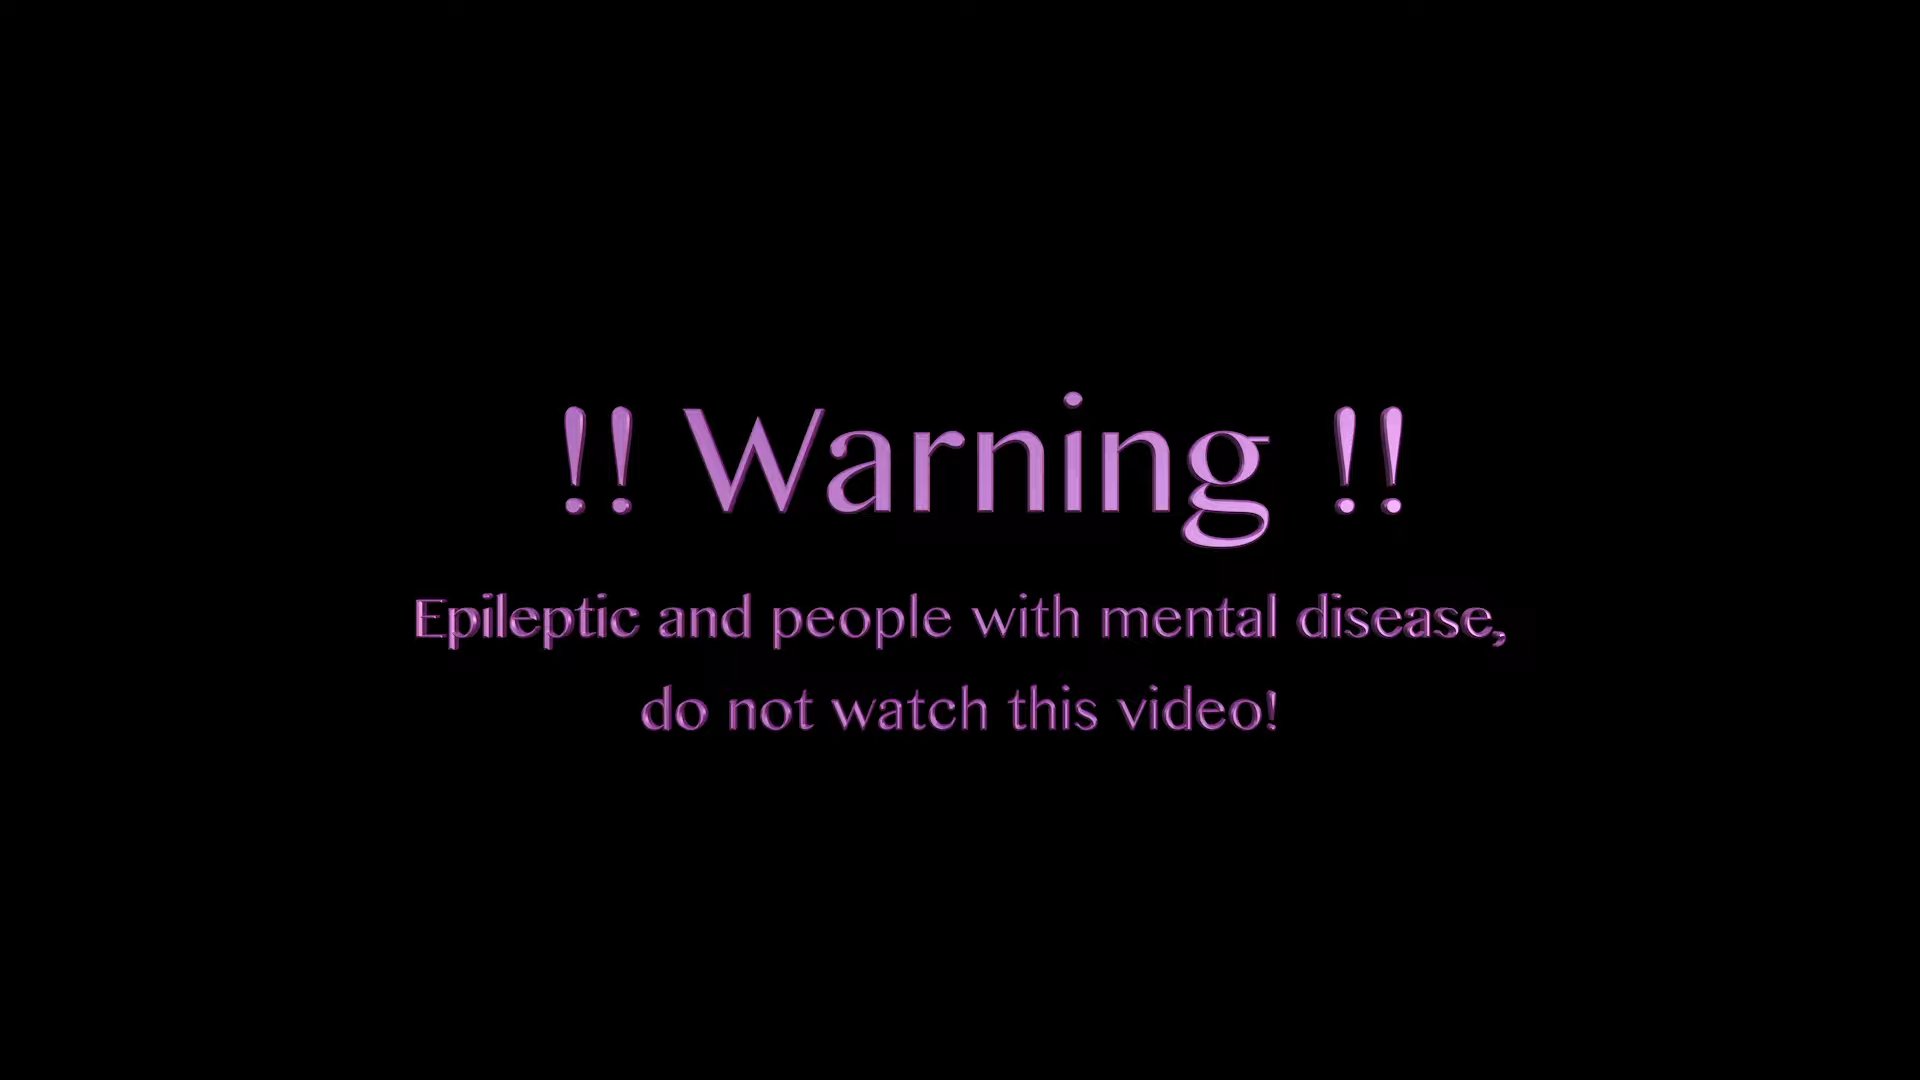 !! Warning !!
Epileptic and people with mental disease,
do not watch this video!